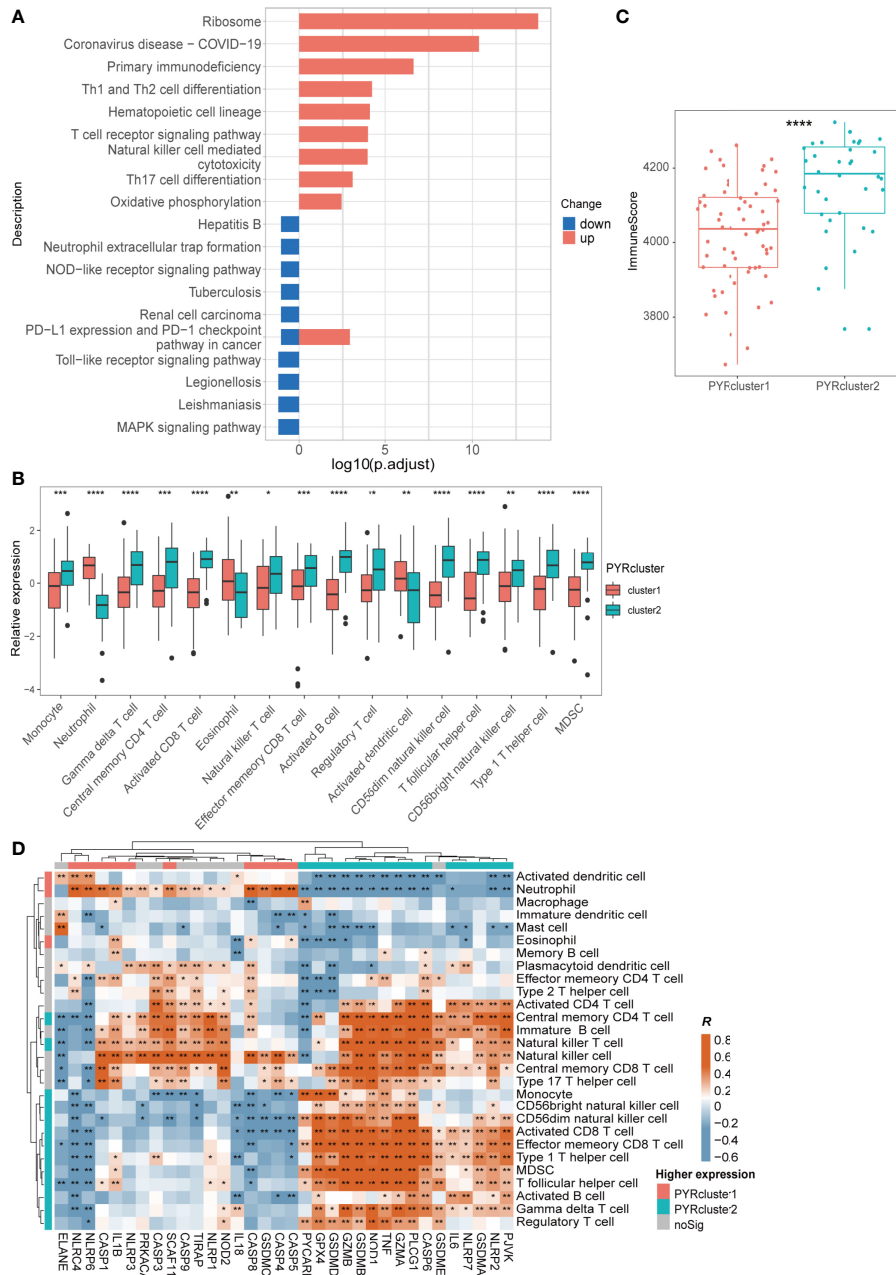 A
Ribosome
Coronavirus disease − COVID−19
Primary immunodeficiency
Th1 and Th2 cell differentiation
Hematopoietic cell lineage
T cell receptor signaling pathway
Natural killer cell mediated
cytotoxicity
Th17 cell differentiation
Oxidative phosphorylation
Hepatitis B
Neutrophil extracellular trap formation
NOD−like receptor signaling pathway
Tuberculosis
Renal cell carcinoma
PD−L1 expression and PD−1 checkpoint
pathway in cancer
Toll−like receptor signaling pathway
Legionellosis
Leishmaniasis
MAPK signaling pathway
Description
0 5 10
log10(p.adjust)
Change
down
up
C
****
4200
4000
3800
ImmuneScore
PYRcluster1 PYRcluster2
B
*** **** **** *** **** ** * *** **** ** ** **** **** ** **** ****
2
0
−2
−4
Relative expression
Monocyte
Neutrophil
Gamma delta T cell
Central memory CD4 T cell
Activated CD8 T cell
Eosinophil
Natural killer T cell
Effector memeory CD8 T cell
Activated B cell
Regulatory T cell
Activated dendritic cell
CD56dim natural killer cell
T follicular helper cell
CD56bright natural killer cell
Type 1 T helper cell
MDSC
PYRcluster
cluster1
cluster2
D
Activated dendritic cell
Neutrophil
Macrophage
Immature dendritic cell
Mast cell
Eosinophil
Memory B cell
Plasmacytoid dendritic cell
Effector memeory CD4 T cell
Type 2 T helper cell
Activated CD4 T cell
Central memory CD4 T cell
Immature B cell
Natural killer T cell
Natural killer cell
Central memory CD8 T cell
Type 17 T helper cell
Monocyte
CD56bright natural killer cell
CD56dim natural killer cell
Activated CD8 T cell
Effector memeory CD8 T cell
Type 1 T helper cell
MDSC
T follicular helper cell
Activated B cell
Gamma delta T cell
Regulatory T cell
ELANE
NLRC4
NLRP6
CASP1
IL1B
NLRP3
PRKACA
CASP3
SCAF11
CASP9
TIRAP
NLRP1
NOD2
IL18
CASP8
GSDMC
CASP4
CASP5
PYCARD
GPX4
GSDMD
GZMB
GSDMB
NOD1
TNF
GZMA
PLCG1
CASP6
GSDME
IL6
NLRP7
GSDMA
NLRP2
PJVK
R
0.8
0.6
0.4
0.2
0
−0.2
−0.4
−0.6
Higher expression
PYRcluster1
PYRcluster2
noSig